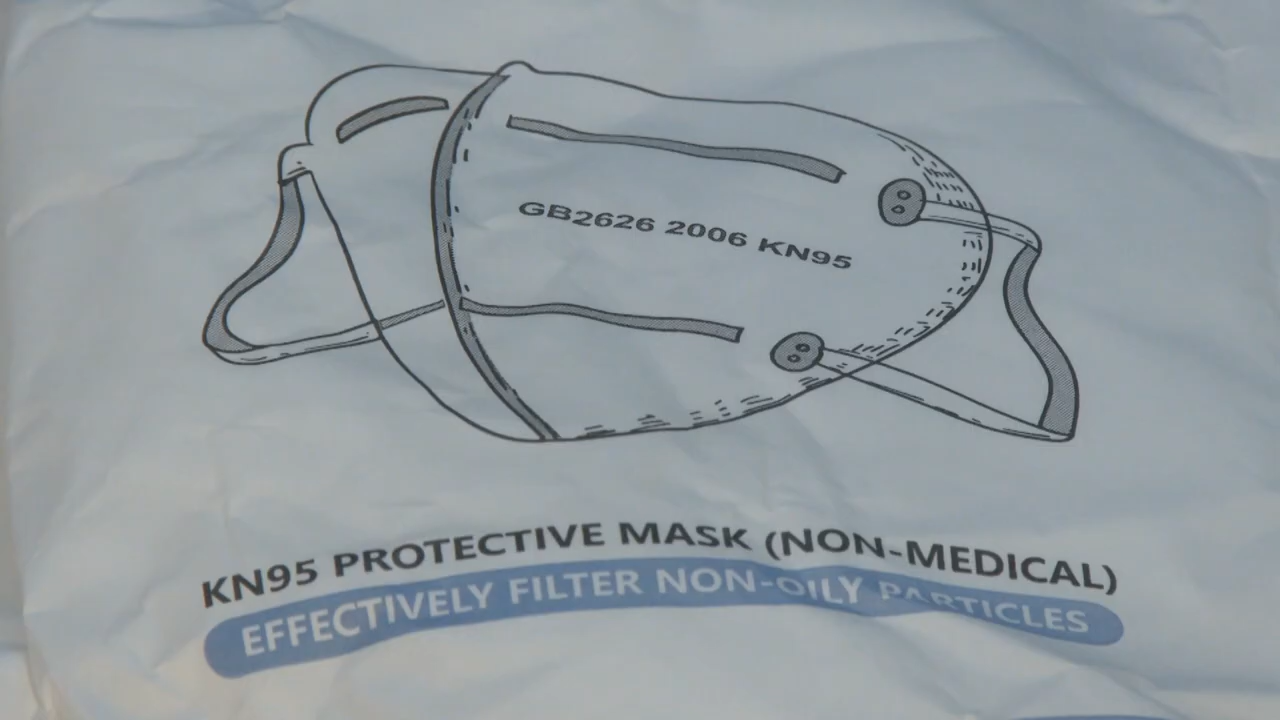 GB2626 2006 KN95
KN95 PROTECTIVE MASK (NON-MEDICAL)
EFFECTIVELY FILTER NON-OILY PARTICLES